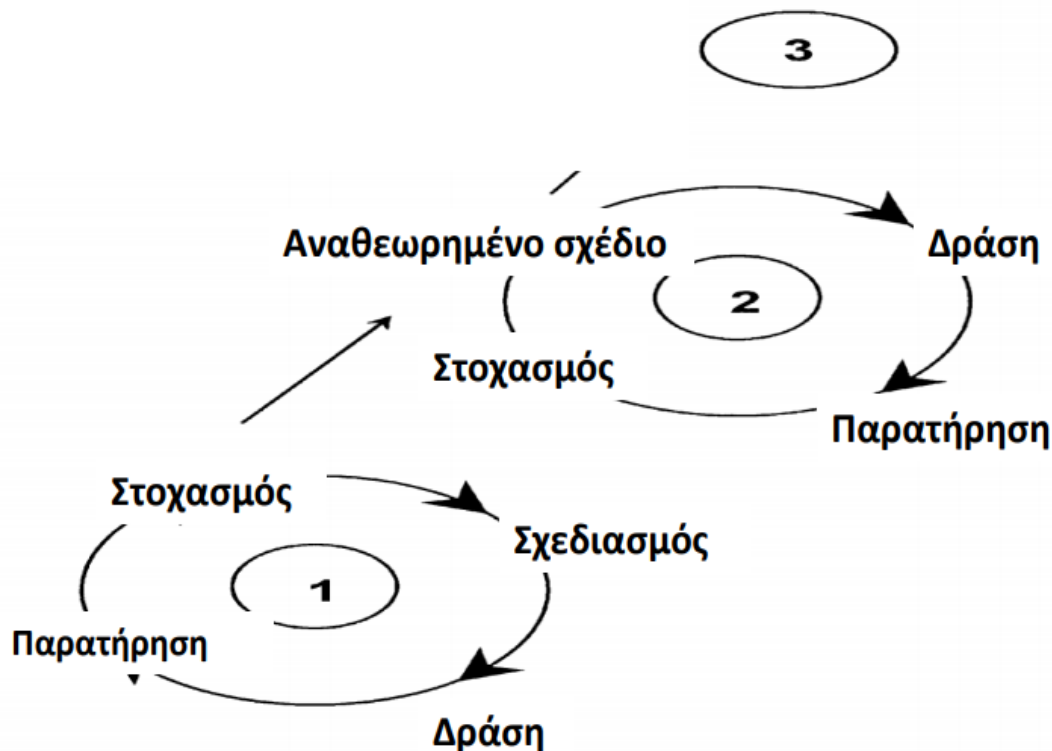 3
Αναθεωρημένο σχέδιο
Δράση
2
Στοχασμός
Παρατήρηση
Στοχασμός
Σχεδιασμός
1
Παρατήρηση
Δράση